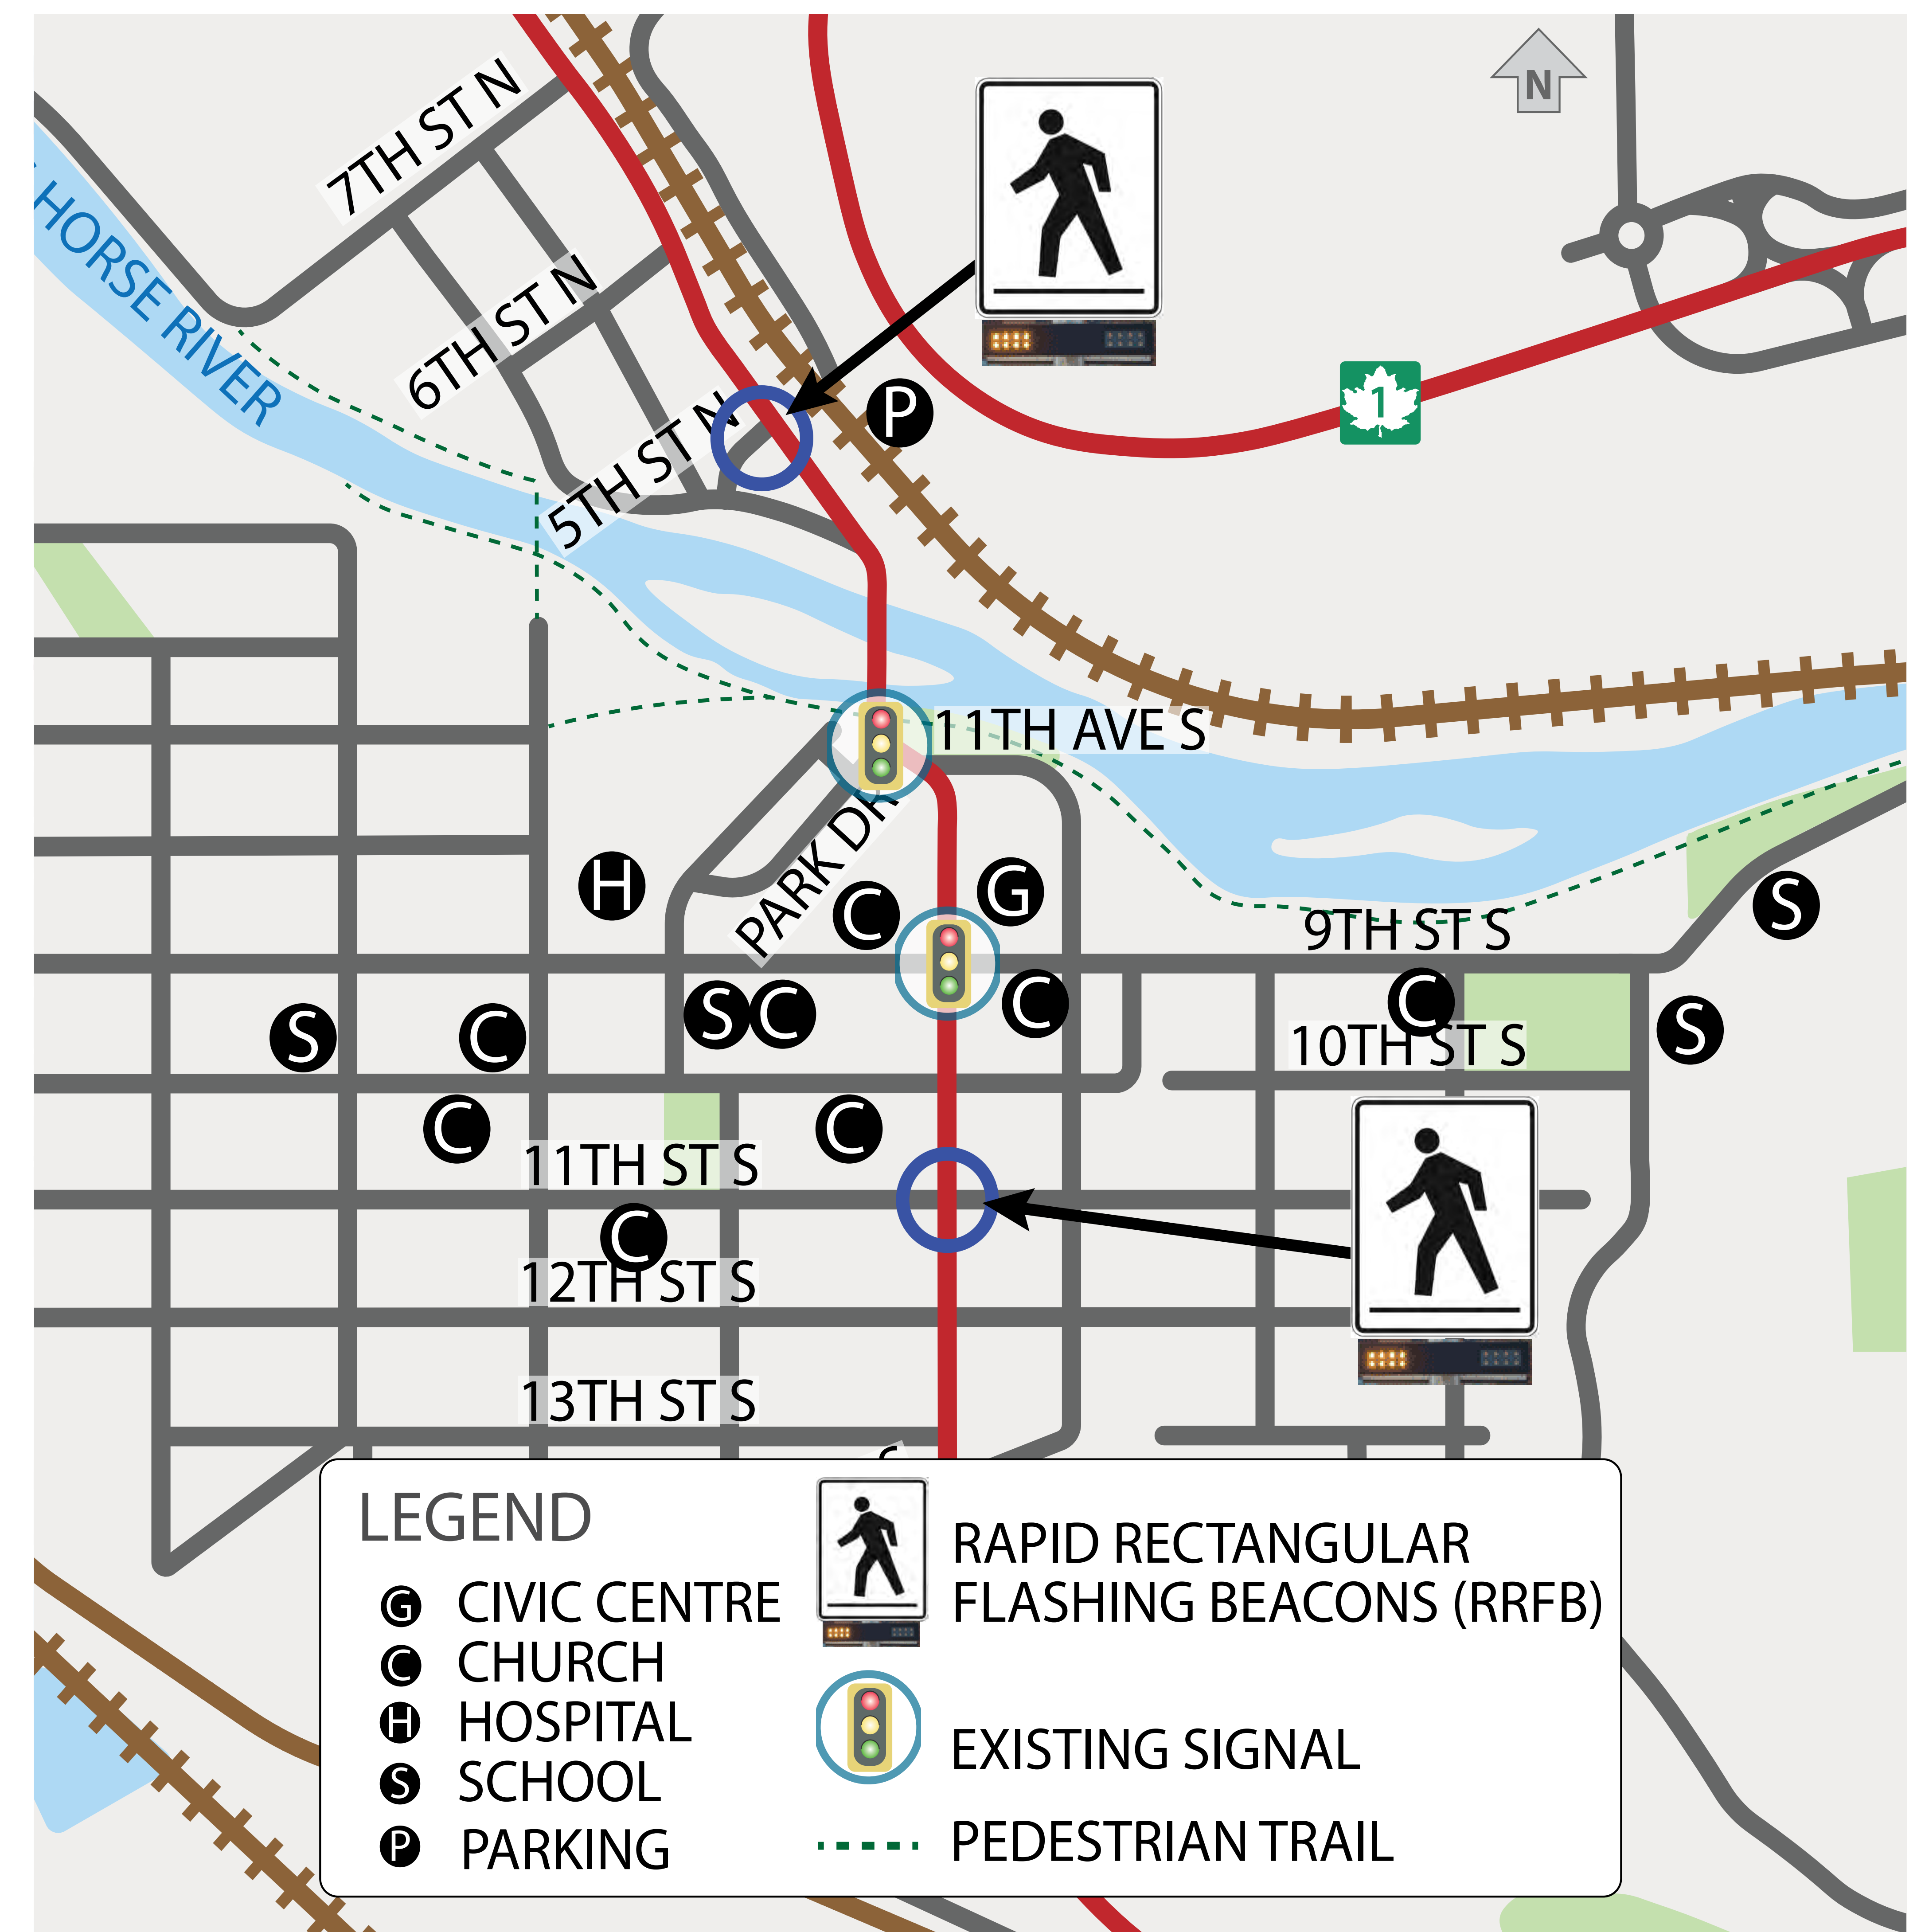 N
7TH ST N
HORSE RIVER
6TH ST N
1
P
5TH ST N
11TH AVE S
PARK DR
H
C
G
S
9TH ST S
S
C
S
C
C
C
S
10TH ST S
C
C
11TH ST S
C
12TH ST S
13TH ST S
S
LEGEND
G CIVIC CENTRE
C CHURCH
H HOSPITAL
S SCHOOL
P PARKING
RAPID RECTANGULAR
FLASHING BEACONS (RRFB)
EXISTING SIGNAL
PEDESTRIAN TRAIL